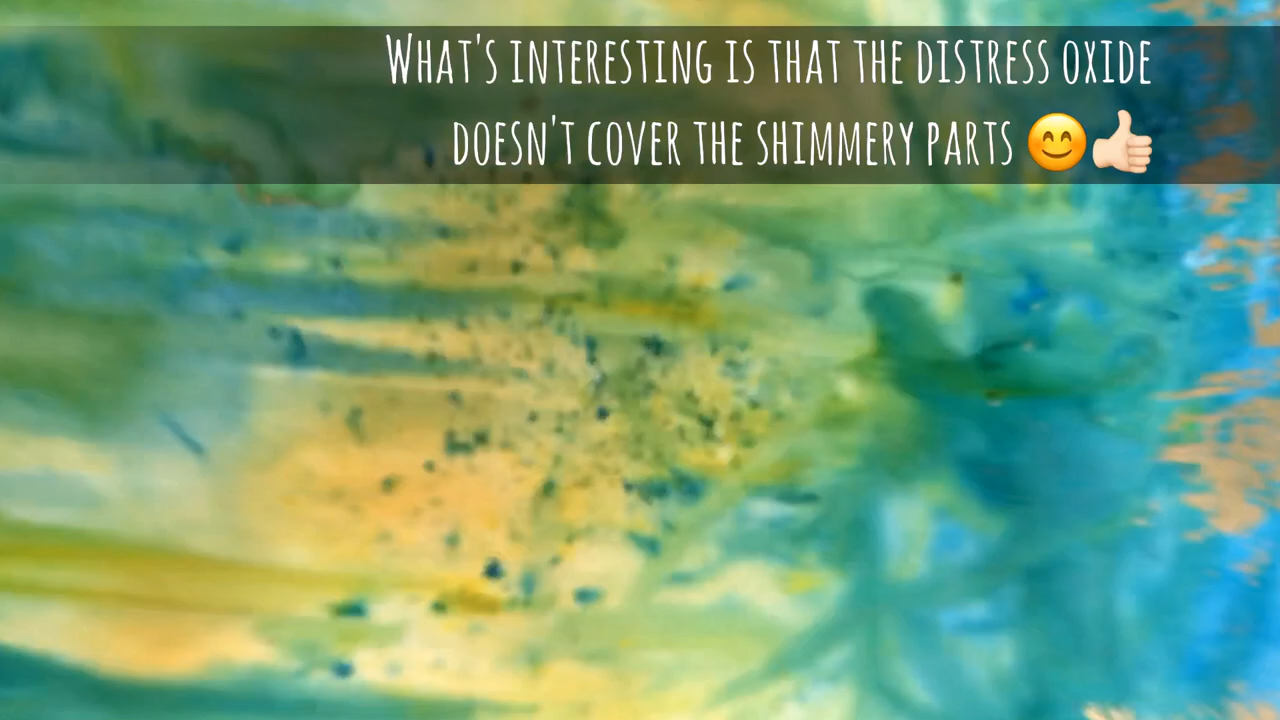 What's interesting is that the distress oxide
doesn't cover the shimmery parts 😊👍🏻